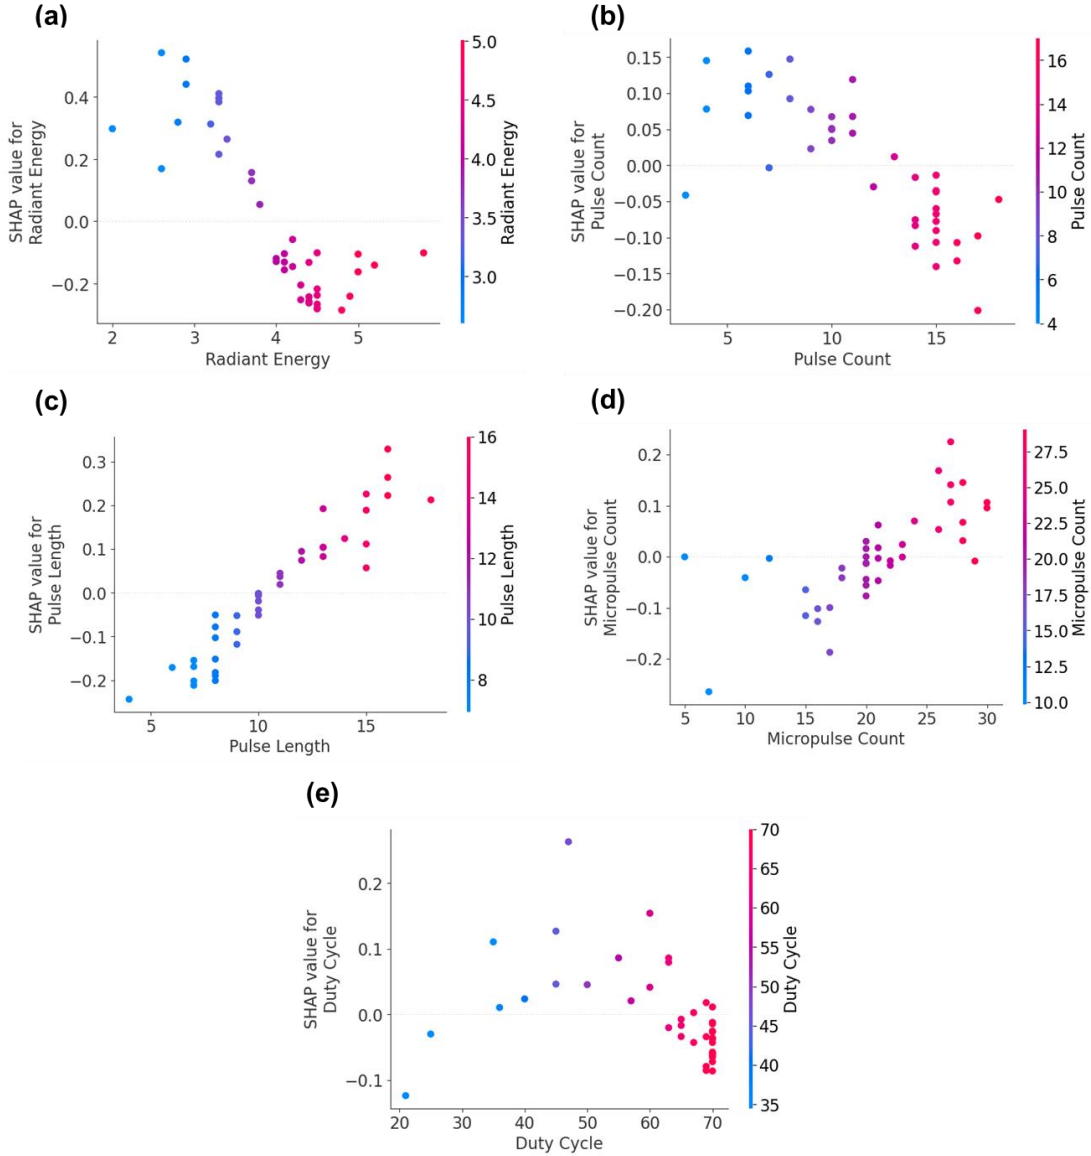 (a)
SHAP value for
Radiant Energy
0.4
0.2
0.0
−0.2
2 3 4 5
Radiant Energy
5.0
4.5
4.0
3.5
3.0
Radiant Energy
(b)
SHAP value for
Pulse Count
0.15
0.10
0.05
0.00
−0.05
−0.10
−0.15
−0.20
5 10 15
Pulse Count
16
14
12
10
8
6
4
Pulse Count
(c)
SHAP value for
Pulse Length
0.3
0.2
0.1
0.0
−0.1
−0.2
5 10 15
Pulse Length
16
14
12
10
8
Pulse Length
(d)
SHAP value for
Micropulse Count
0.2
0.1
0.0
−0.1
−0.2
5 10 15 20 25 30
Micropulse Count
27.5
25.0
22.5
20.0
17.5
15.0
12.5
10.0
Micropulse Count
(e)
SHAP value for
Duty Cycle
0.2
0.1
0.0
−0.1
20 30 40 50 60 70
Duty Cycle
70
65
60
55
50
45
40
35
Duty Cycle